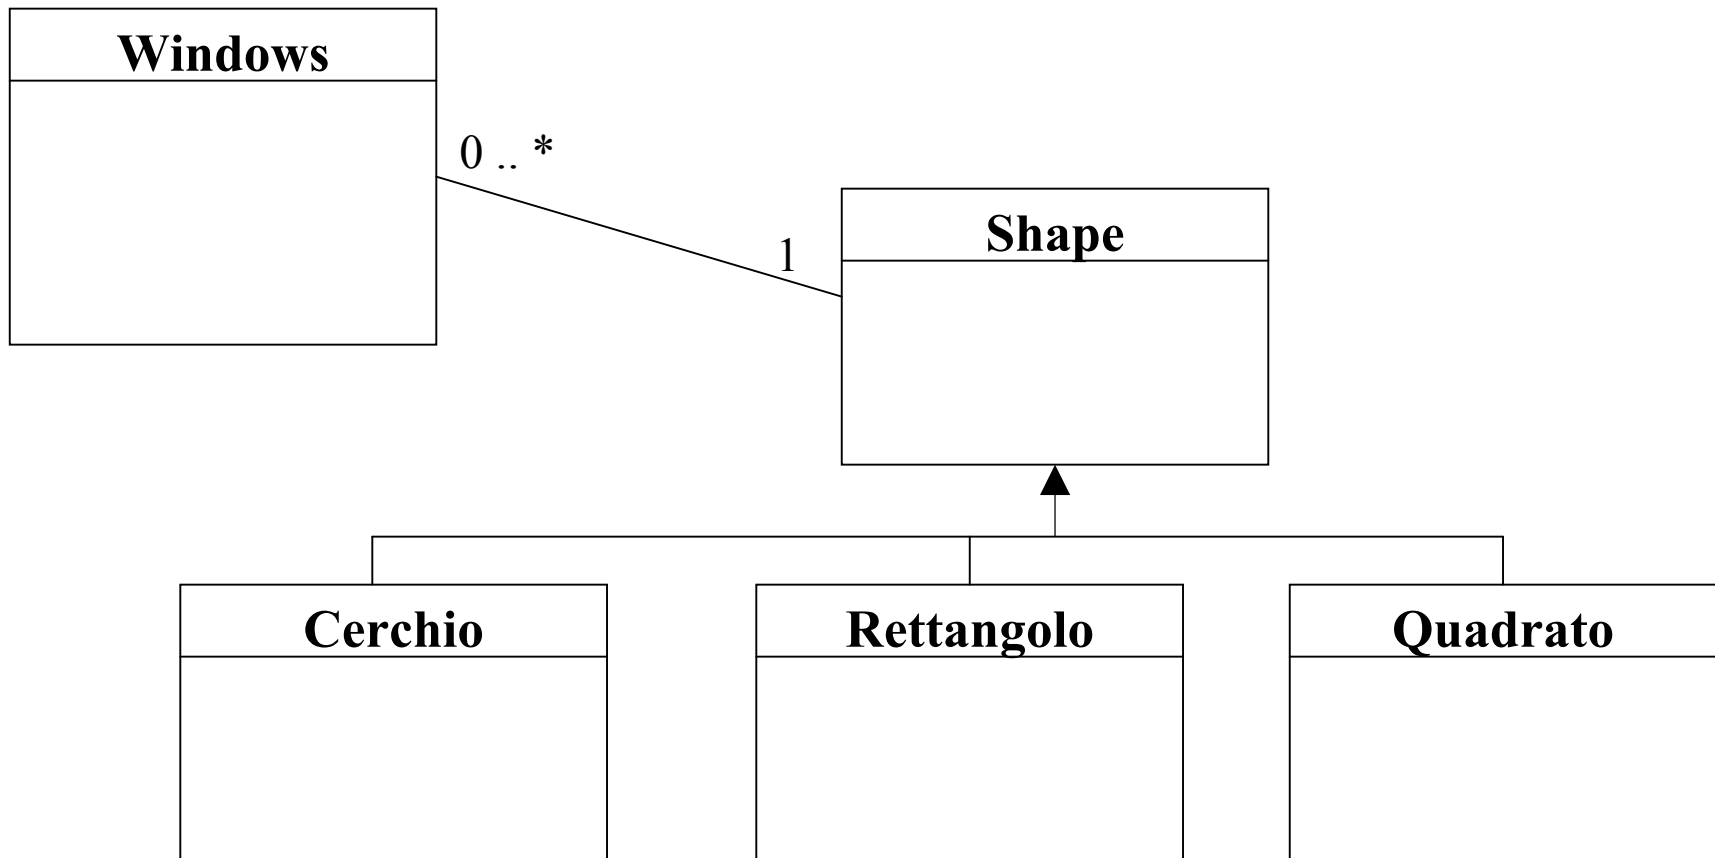 Windows
0 .. *
1
Shape
Cerchio
Rettangolo
Quadrato